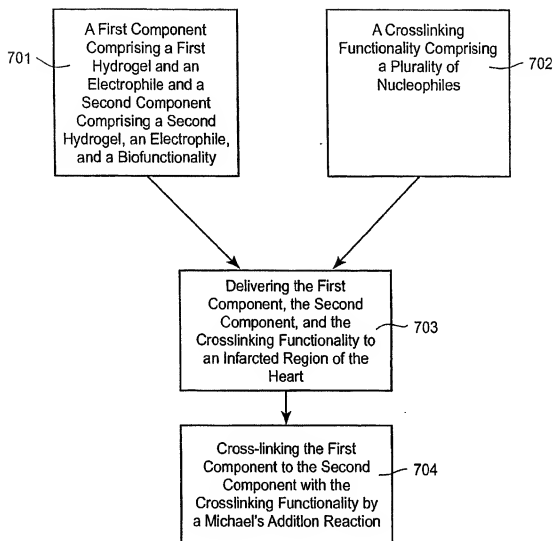 701
A First Component
Comprising a First
Hydrogel and an
Electrophile and a
Second Component
Comprising a Second
Hydrogel, an Electrophile,
and a Biofunctionality
A Crosslinking
Functionality Comprising
a Plurality of
Nucleophiles
702
Delivering the First
Component, the Second
Component, and the
Crosslinking Functionality to
an Infarcted Region of the
Heart
703
Cross-linking the First
Component to the Second
Component with the
Crosslinking Functionality by
a Michael's Addition Reaction
704